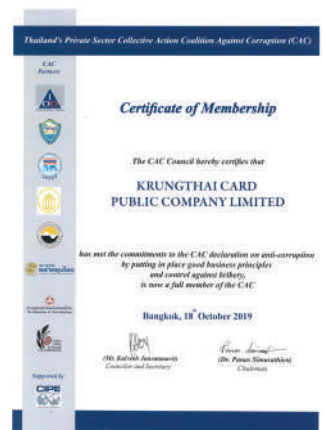 Thailand's Private Sector Collective Action Coalition Against Corruption (CAC)
CAC
Partners
Certificate of Membership
The CAC Council hereby certifies that
KRUNGTHAI CARD
PUBLIC COMPANY LIMITED
has met the commitments to the CAC declaration on anti-corruption
by putting in place good business principles
and control against bribery,
is now a full member of the CAC
Bangkok, 18th October 2019
Councilor and Secretary
(Dr. Panas Simasathien)
Chairman
Supported by
CIPE